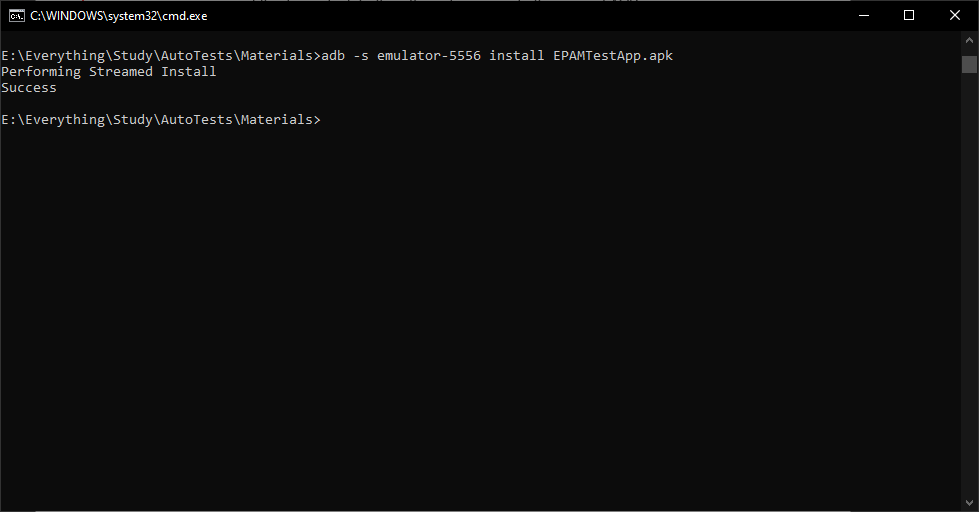 C:\WINDOWS\system32\cmd.exe
E:\Everything\Study\AutoTests\Materials>adb -s emulator-5556 install EPAMTestApp.apk
Performing Streamed Install
Success
E:\Everything\Study\AutoTests\Materials>